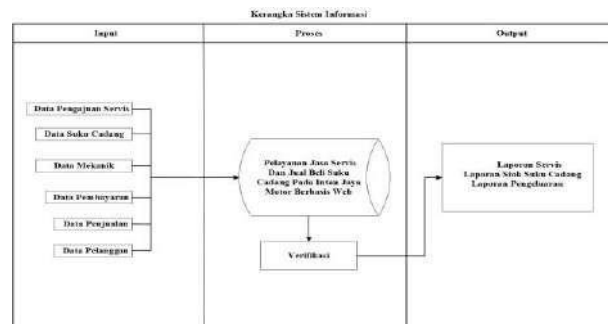 Kerangka Sistem Informasi
Input
Proses
Output
Data Pengajuan Servis
Data Suku Cadang
Data Mekanik
Data Pembayaran
Data Penjualan
Data Pelanggan
Pelayanan Jasa Servis
Dan Jual Beli Suku
Cadang Pada Intan Jaya
Motor Berbasis Web
Verifikasi
Laporan Servis
Laporan Stok Suku Cadang
Laporan Pengeluaran